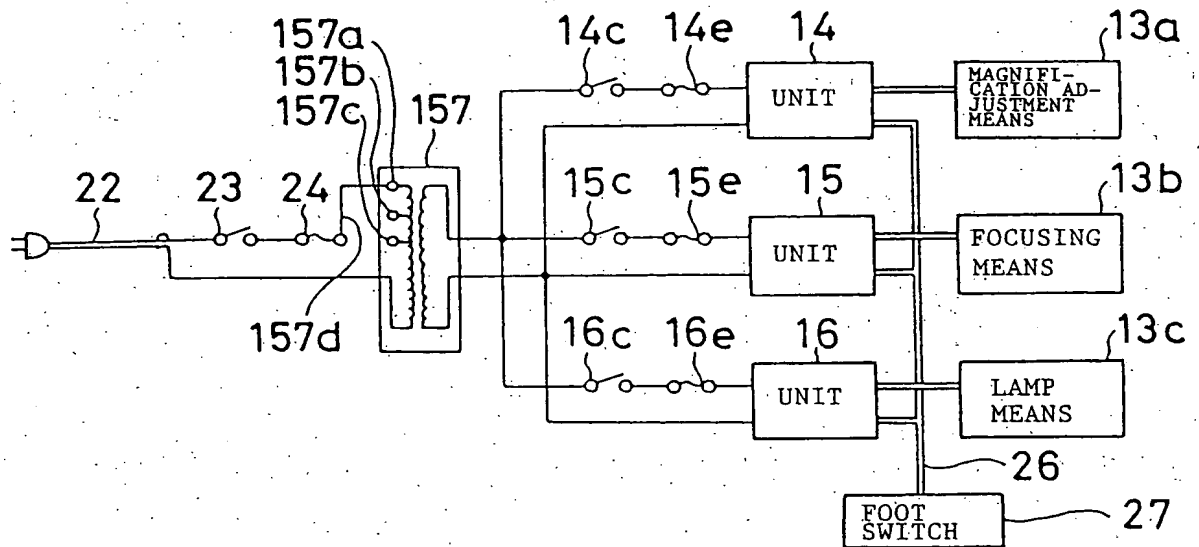 157a
157b
157c
157
14c
14e
14
13a
UNIT
MAGNIFI-
CATION AD-
JUSTMENT
MEANS
22
23
24
15c
15e
15
13b
UNIT
FOCUSING
MEANS
157d
16c
16e
16
13c
UNIT
LAMP
MEANS
26
FOOT
SWITCH
27